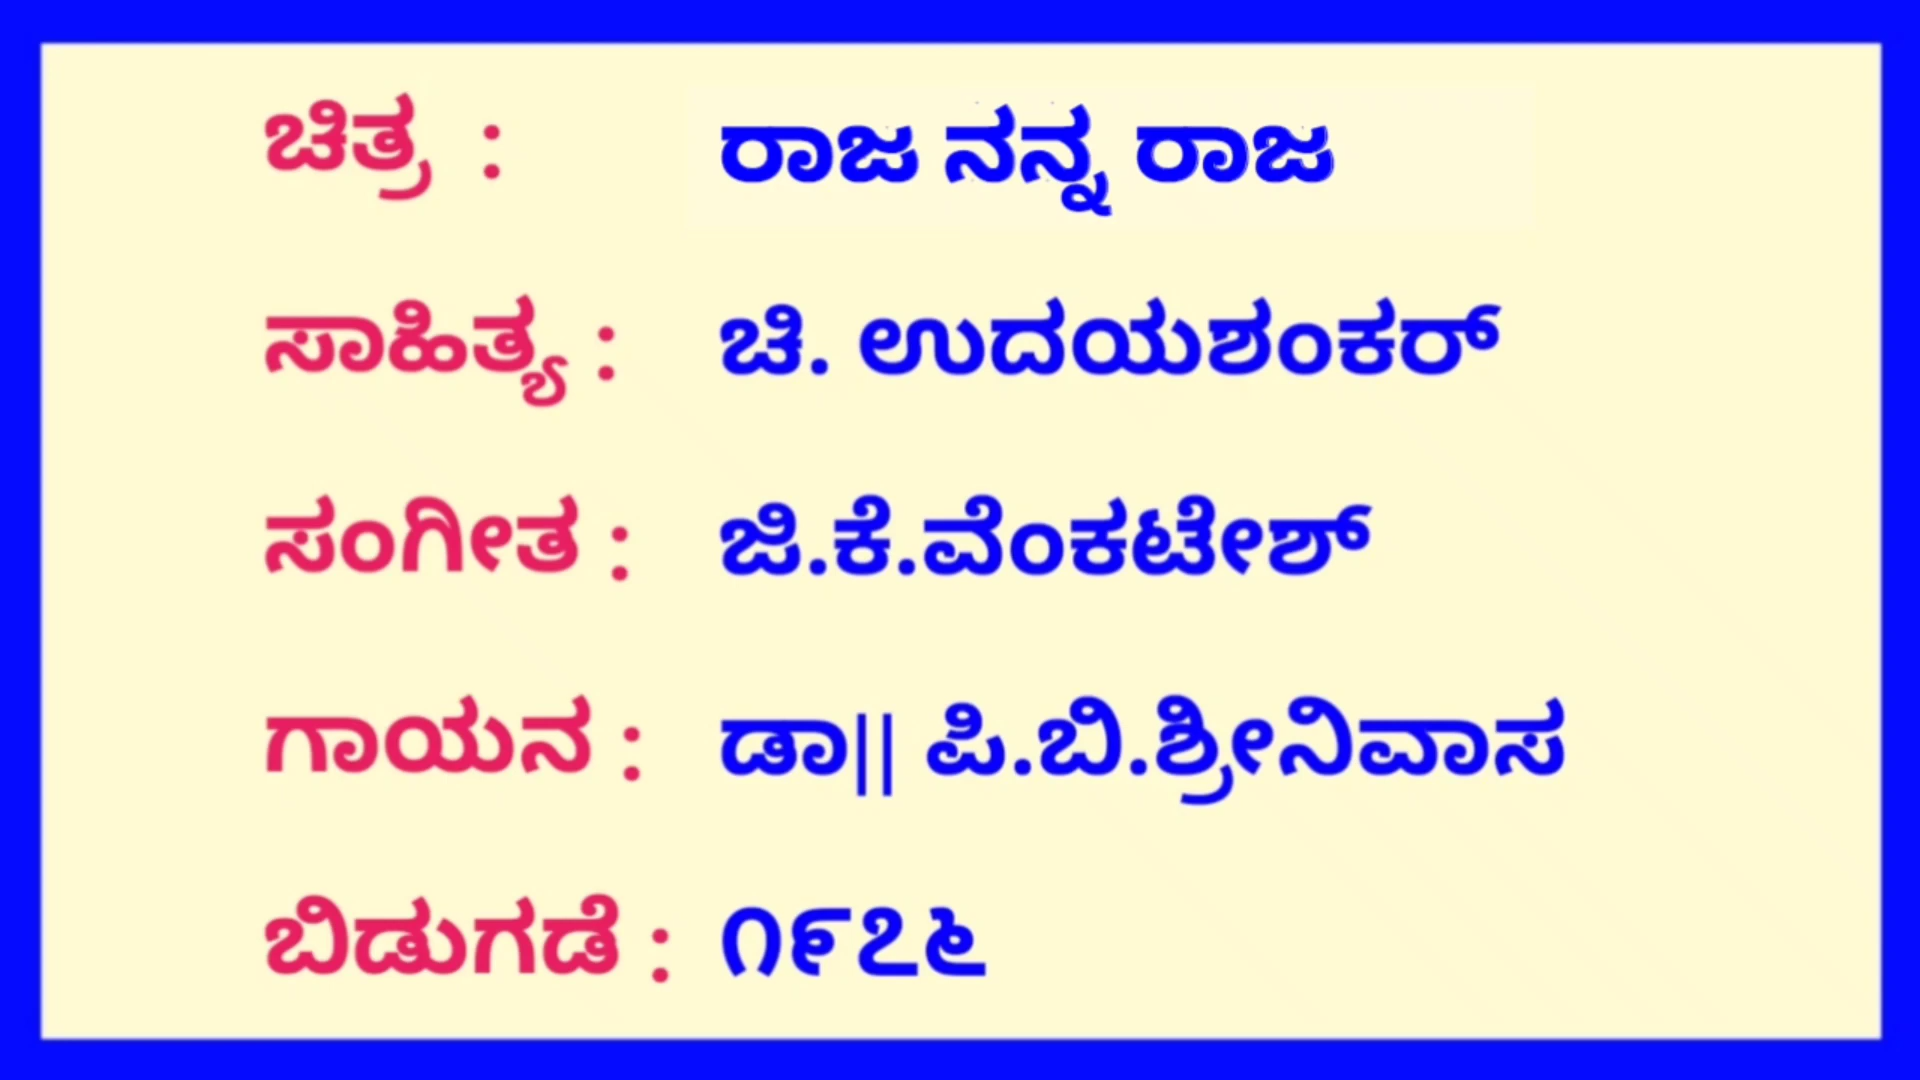 ಚಿತ್ರ : ರಾಜ ನನ್ನ ರಾಜ
ಸಾಹಿತ್ಯ : ಚಿ. ಉದಯಶಂಕರ್
ಸಂಗೀತ : ಜಿ.ಕೆ.ವೆಂಕಟೇಶ್
ಗಾಯನ : ಡಾ|| ಪಿ.ಬಿ.ಶ್ರೀನಿವಾಸ
ಬಿಡುಗಡೆ : ೧೯೭೬